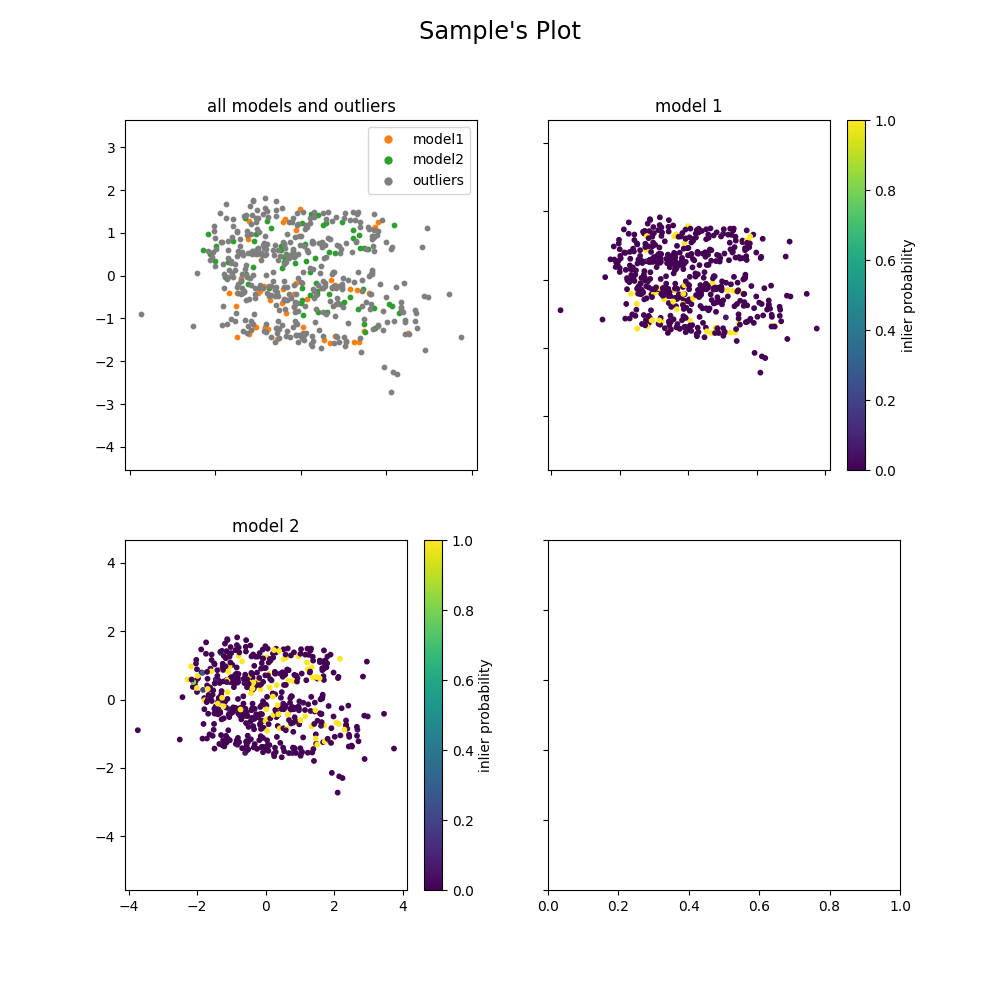 Sample's Plot
all models and outliers
model1
model2
outliers
3
2
1
0
−1
−2
−3
−4
model 1
1.0
0.8
0.6
0.4
0.2
0.0
inlier probability
model 2
4
2
0
−2
−4
−4 −2 0 2 4
1.0
0.8
0.6
0.4
0.2
0.0
inlier probability
0.0 0.2 0.4 0.6 0.8 1.0